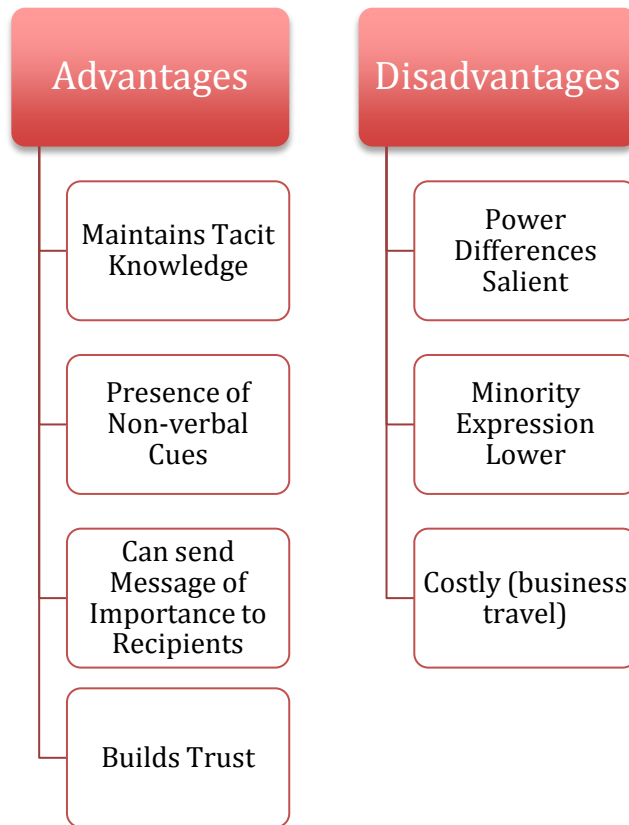 Advantages
Maintains Tacit
Knowledge
Presence of
Non-verbal
Cues
Can send
Message of
Importance to
Recipients
Builds Trust
Disadvantages
Power
Differences
Salient
Minority
Expression
Lower
Costly (business
travel)